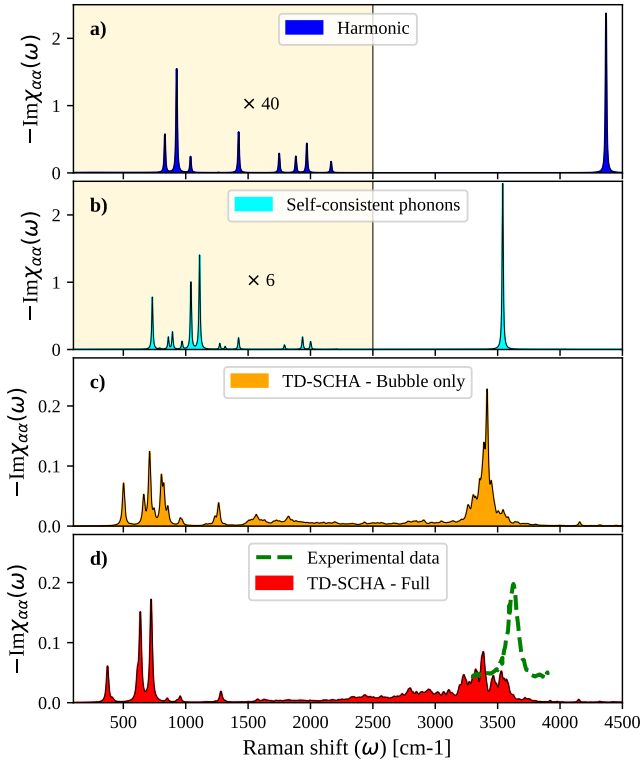 a)
Harmonic
× 40
−Imχαα(ω)
2
1
0
b)
Self-consistent phonons
× 6
−Imχαα(ω)
2
1
0
c)
TD-SCHA - Bubble only
−Imχαα(ω)
0.2
0.1
0.0
d)
Experimental data
TD-SCHA - Full
−Imχαα(ω)
0.2
0.1
0.0
500 1000 1500 2000 2500 3000 3500 4000 4500
Raman shift (ω) [cm-1]